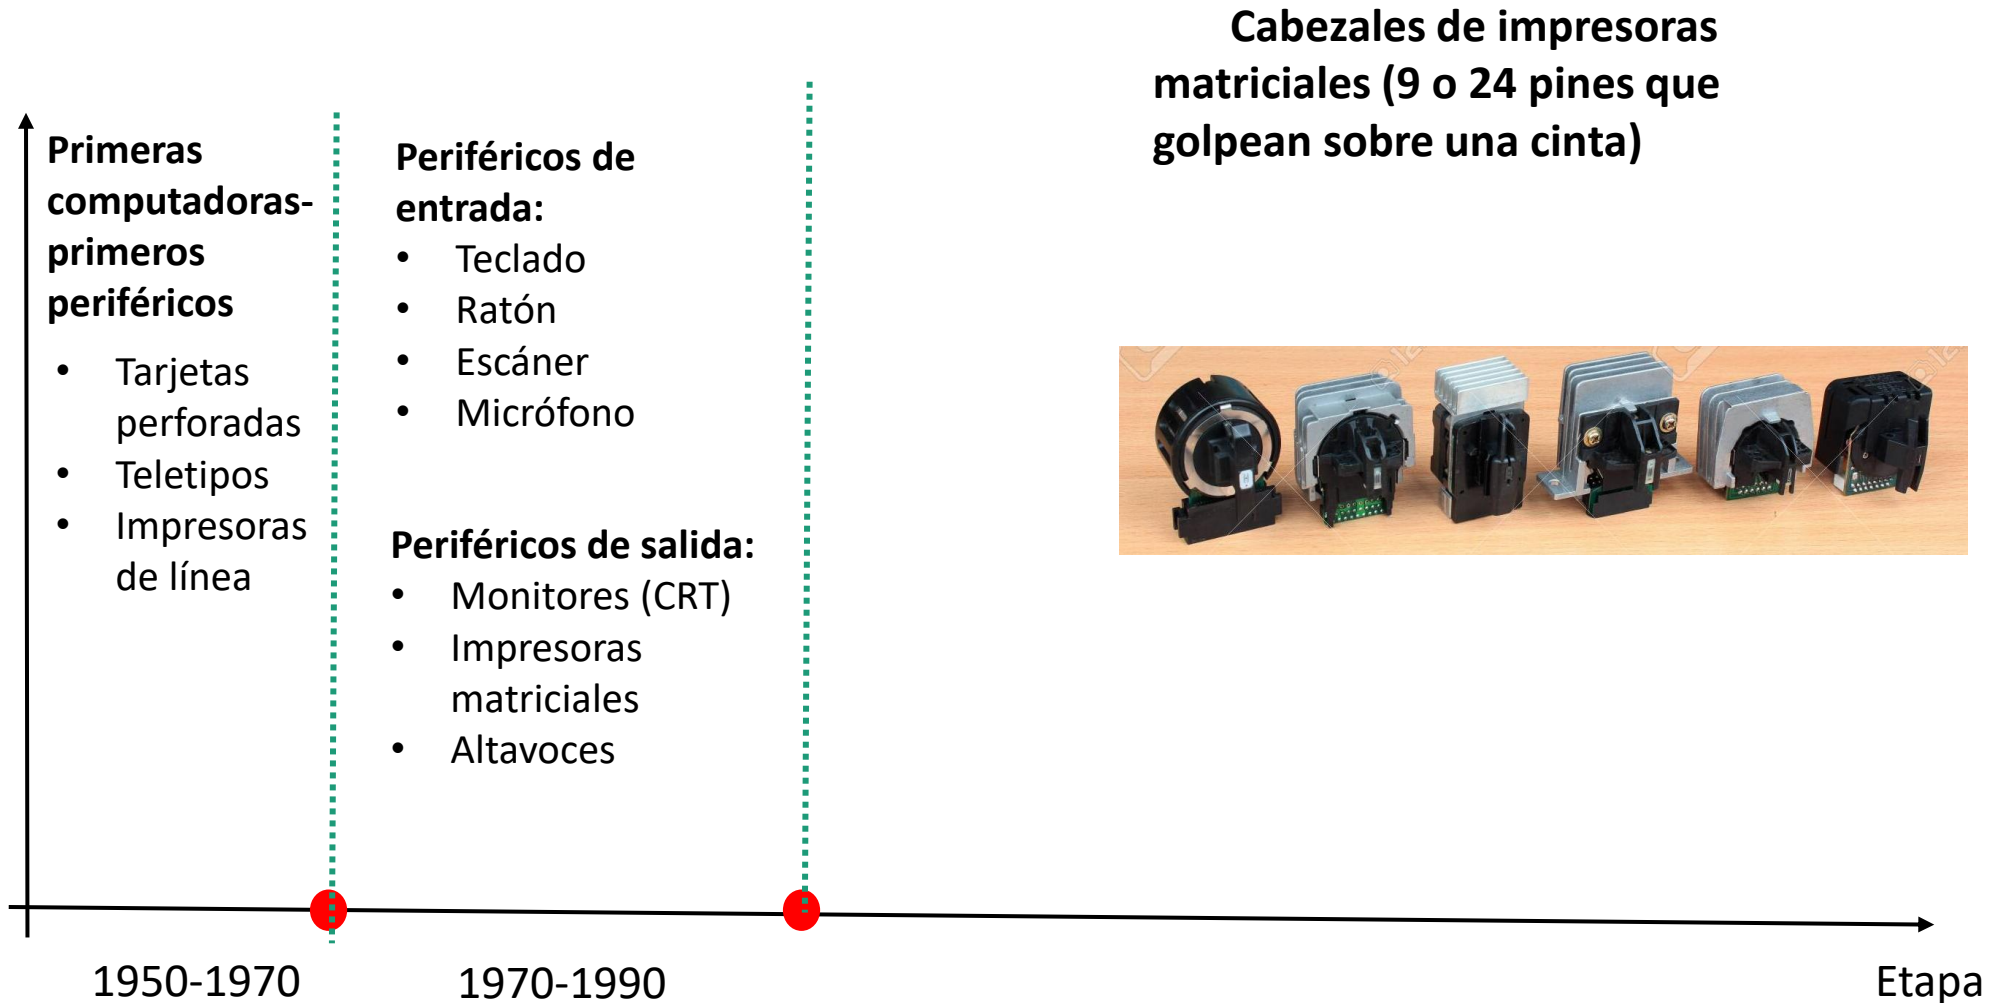 Cabezales de impresoras
matriciales (9 o 24 pines que
golpean sobre una cinta)
Primeras
computadoras-
primeros
periféricos
• Tarjetas
perforadas
• Teletipos
• Impresoras
de línea
Periféricos de
entrada:
• Teclado
• Ratón
• Escáner
• Micrófono
Periféricos de salida:
• Monitores (CRT)
• Impresoras
matriciales
• Altavoces
1950-1970
1970-1990
Etapa